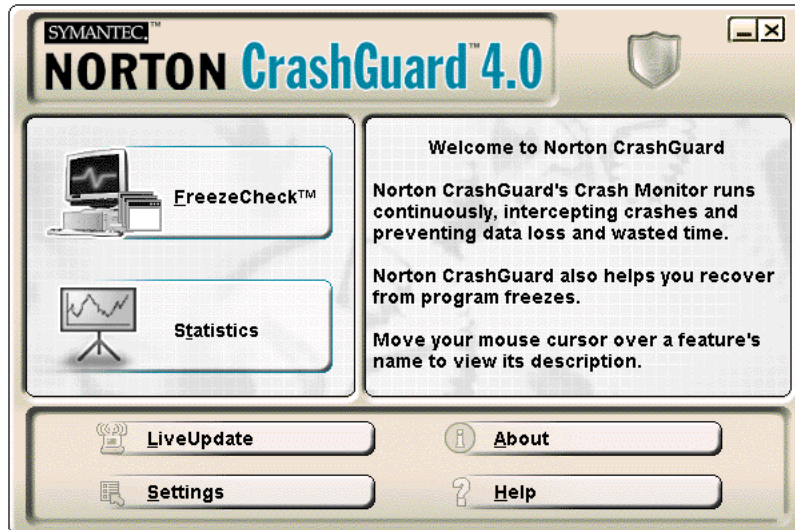 SYMANTEC.™
NORTON CrashGuard™ 4.0
FreezeCheck™
Statistics
Welcome to Norton CrashGuard
Norton CrashGuard's Crash Monitor runs
continuously, intercepting crashes and
preventing data loss and wasted time.
Norton CrashGuard also helps you recover
from program freezes.
Move your mouse cursor over a feature's
name to view its description.
LiveUpdate
About
Settings
Help